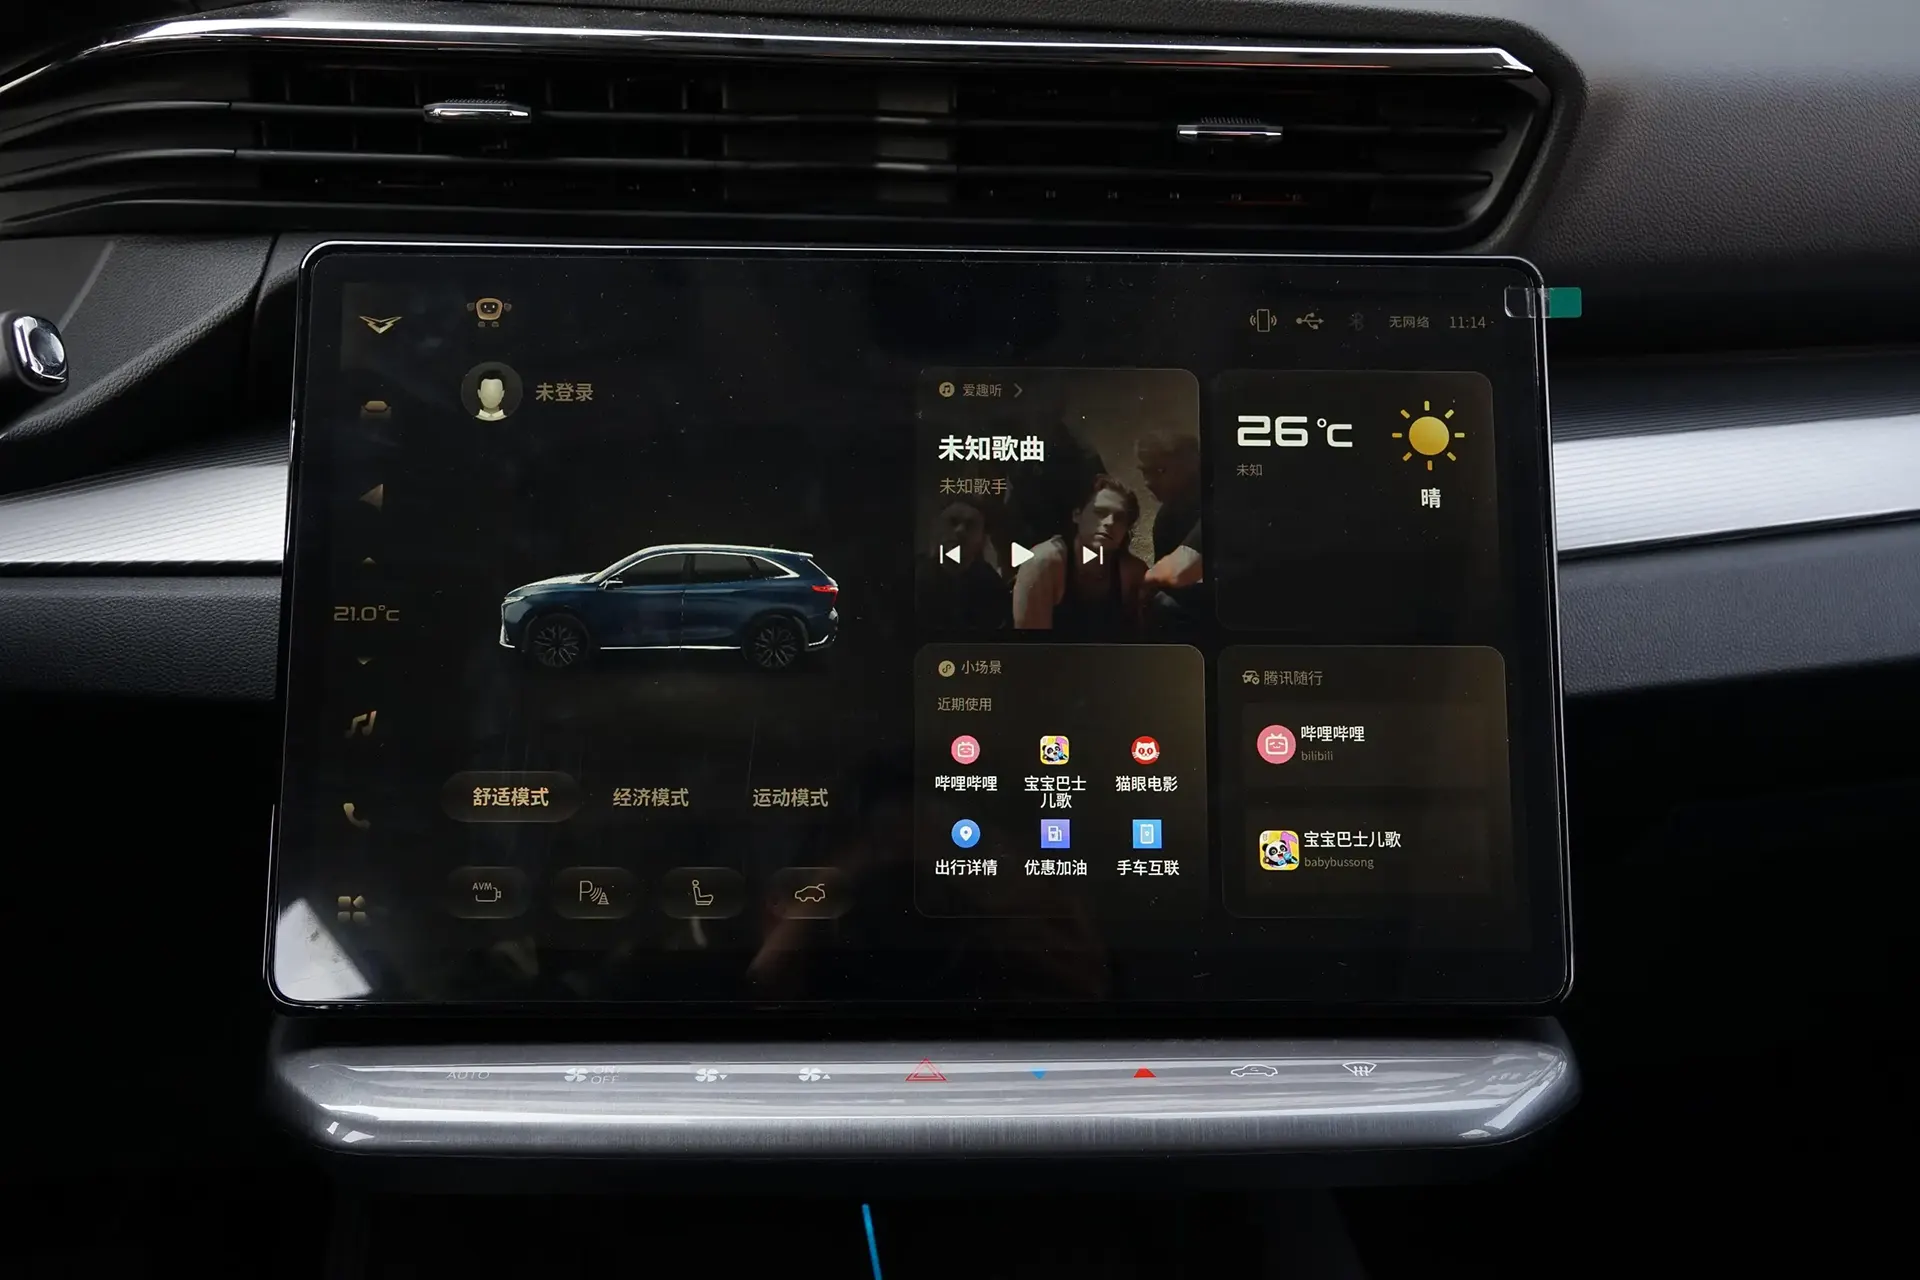 无网络 11:14
未登录
21.0°C
舒适模式 经济模式 运动模式
AVM
P
爱趣听
未知歌曲
未知歌手
26°C
未知
晴
小场景
近期使用
哔哩哔哩 宝宝巴士儿歌 猫眼电影
出行详情 优惠加油 手车互联
腾讯随行
哔哩哔哩
bilibili
宝宝巴士儿歌
babybussong
AUTO
ON
OFF